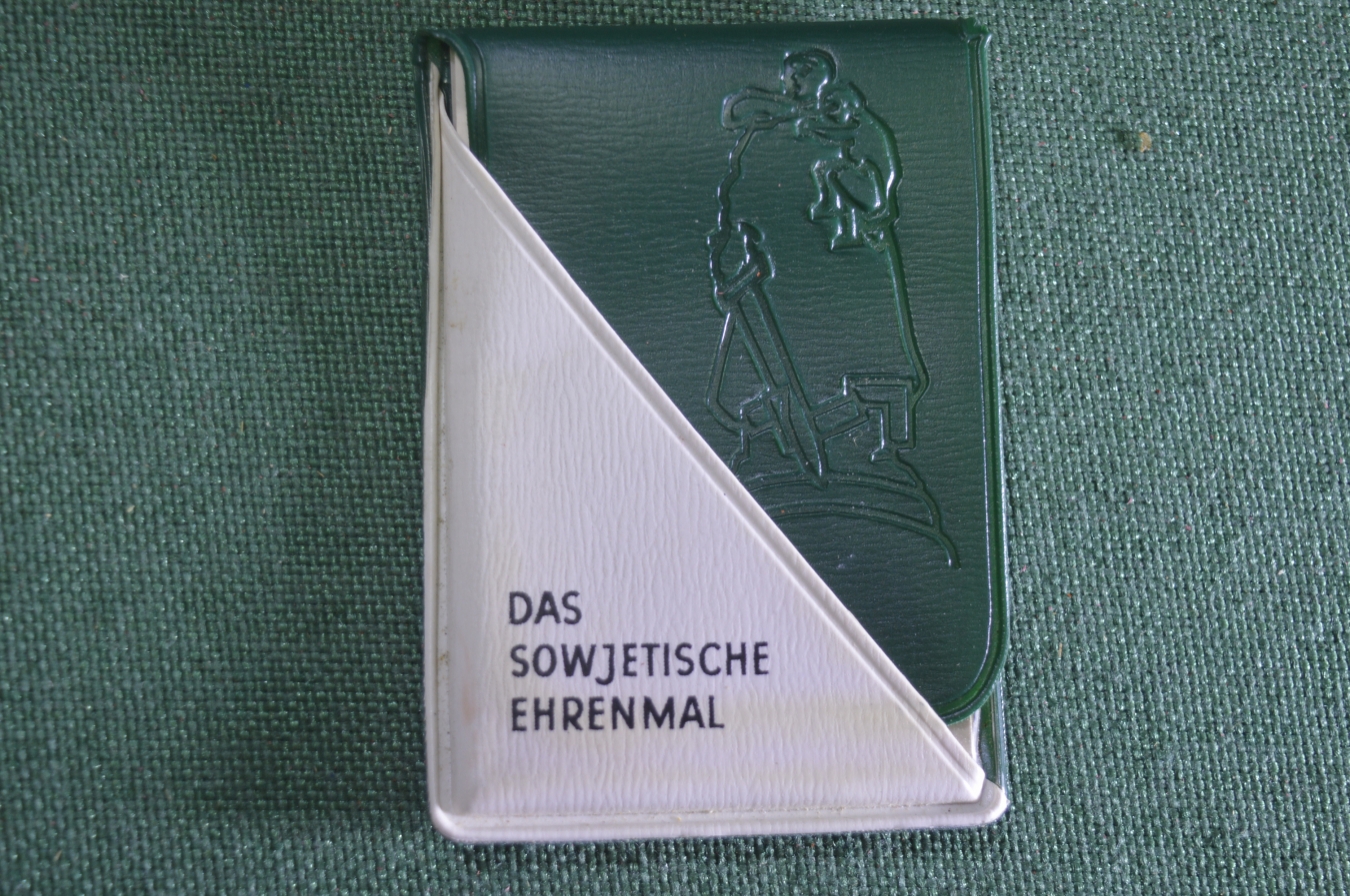 DAS
SOWJETISCHE
EHRENMAL